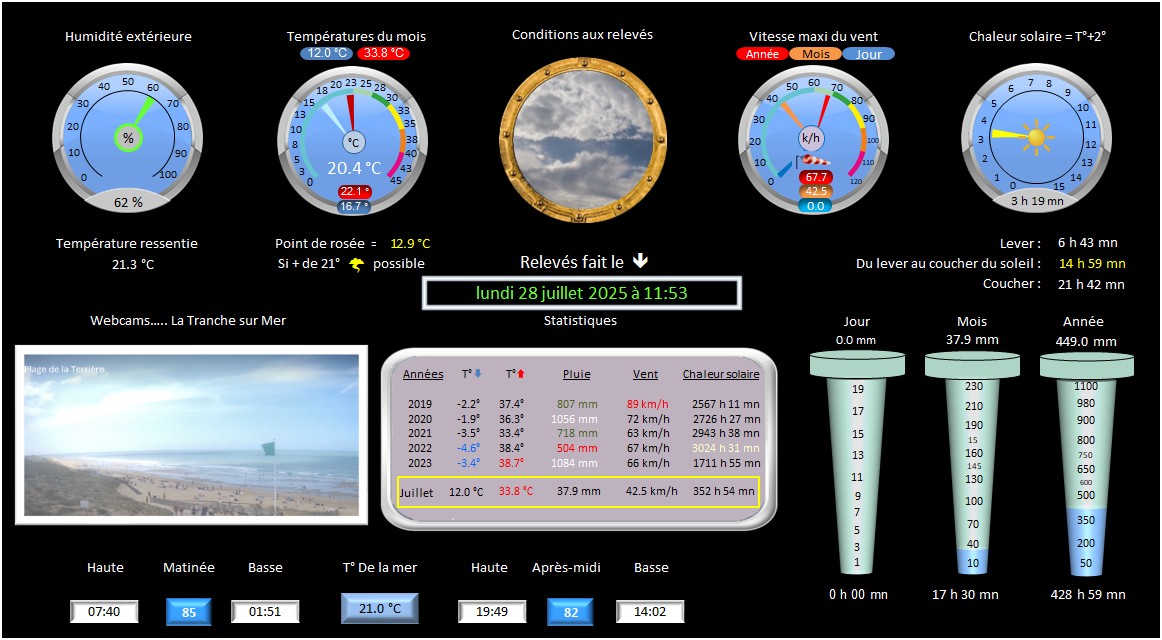 Humidité extérieure
Températures du mois
Conditions aux relevés
Vitesse maxi du vent
Chaleur solaire = T°+2°
12.0 °C 33.8 °C
Année Mois Jour
0 10 20 30 40 50 60 70 80 90 100
%
62 %
0 3 5 8 10 13 15 18 20 23 25 28 30 33 35 38 40 43 45
°C
20.4 °C
22.1 °
16.7 °
0 10 20 30 40 50 60 70 80 90 100 110 120
k/h
67.7
42.5
0.0
0 1 2 3 4 5 6 7 8 9 10 11 12 13 14 15
3 h 19 mn
Température ressentie
21.3 °C
Point de rosée = 12.9 °C
Si + de 21° possible
Relevés fait le
lundi 28 juillet 2025 à 11:53
Lever : 6 h 43 mn
Du lever au coucher du soleil : 14 h 59 mn
Coucher : 21 h 42 mn
Webcams….. La Tranche sur Mer
Plage de la Terrière
Statistiques
Années T° T° Pluie Vent Chaleur solaire
2019 -2.2° 37.4° 807 mm 89 km/h 2567 h 11 mn
2020 -1.9° 36.3° 1056 mm 72 km/h 2726 h 27 mn
2021 -3.5° 33.4° 718 mm 63 km/h 2943 h 38 mn
2022 -4.6° 38.4° 504 mm 67 km/h 3024 h 31 mn
2023 -3.4° 38.7° 1084 mm 66 km/h 1711 h 55 mn
Juillet 12.0 °C 33.8 °C 37.9 mm 42.5 km/h 352 h 54 mn
Jour
0.0 mm
19
17
15
13
11
9
7
5
3
1
0 h 00 mn
Mois
37.9 mm
230
210
190
15
160
145
130
100
70
40
10
17 h 30 mn
Année
449.0 mm
1100
980
900
800
750
650
600
500
350
200
50
428 h 59 mn
Haute Matinée Basse T° De la mer Haute Après-midi Basse
07:40 85 01:51 21.0 °C 19:49 82 14:02